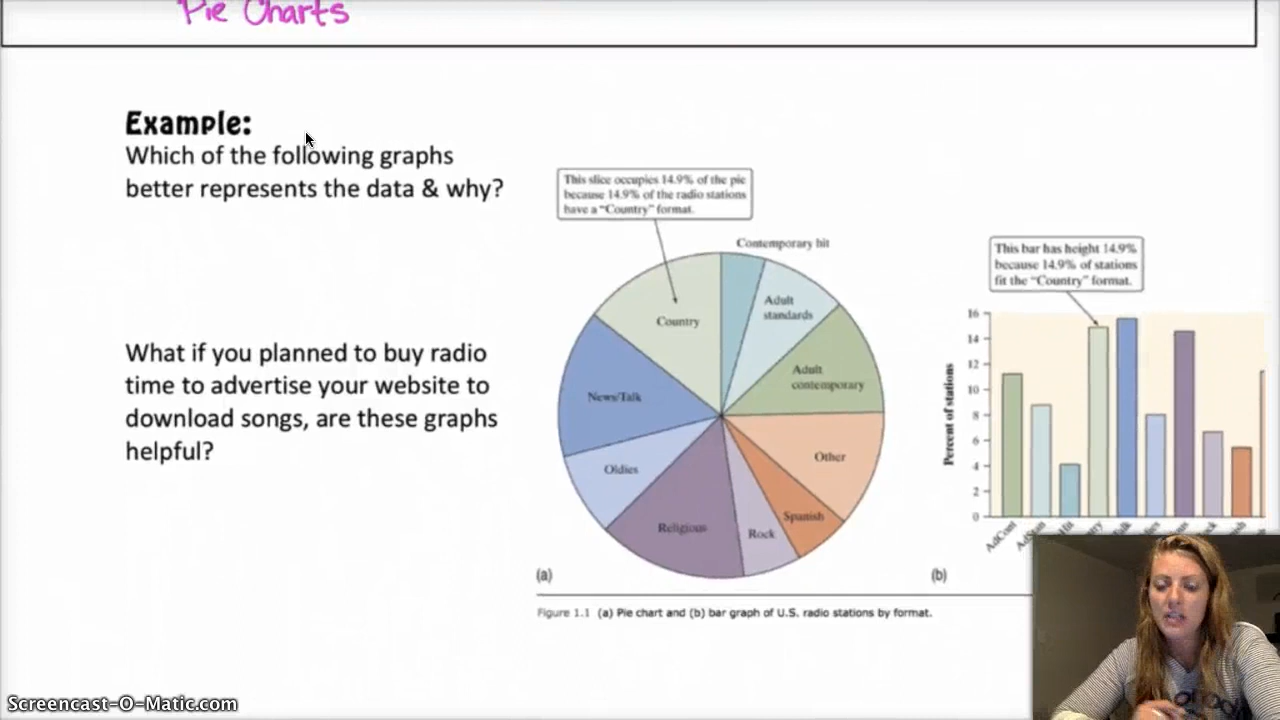 Pie Charts
Example:
Which of the following graphs
better represents the data & why?
What if you planned to buy radio
time to advertise your website to
download songs, are these graphs
helpful?
This slice occupies 14.9% of the pie
because 14.9% of the radio stations
have a "Country" format.
Contemporary hit
Adult
standards
Country
Adult
contemporary
News/Talk
Other
Oldies
Spanish
Religious
Rock
(a)
This bar has height 14.9%
because 14.9% of stations
fit the "Country" format.
16
14
12
10
8
6
4
2
0
Percent of stations
AdCont
(b)
Figure 1.1 (a) Pie chart and (b) bar graph of U.S. radio stations by format.
Screencast-O-Matic.com